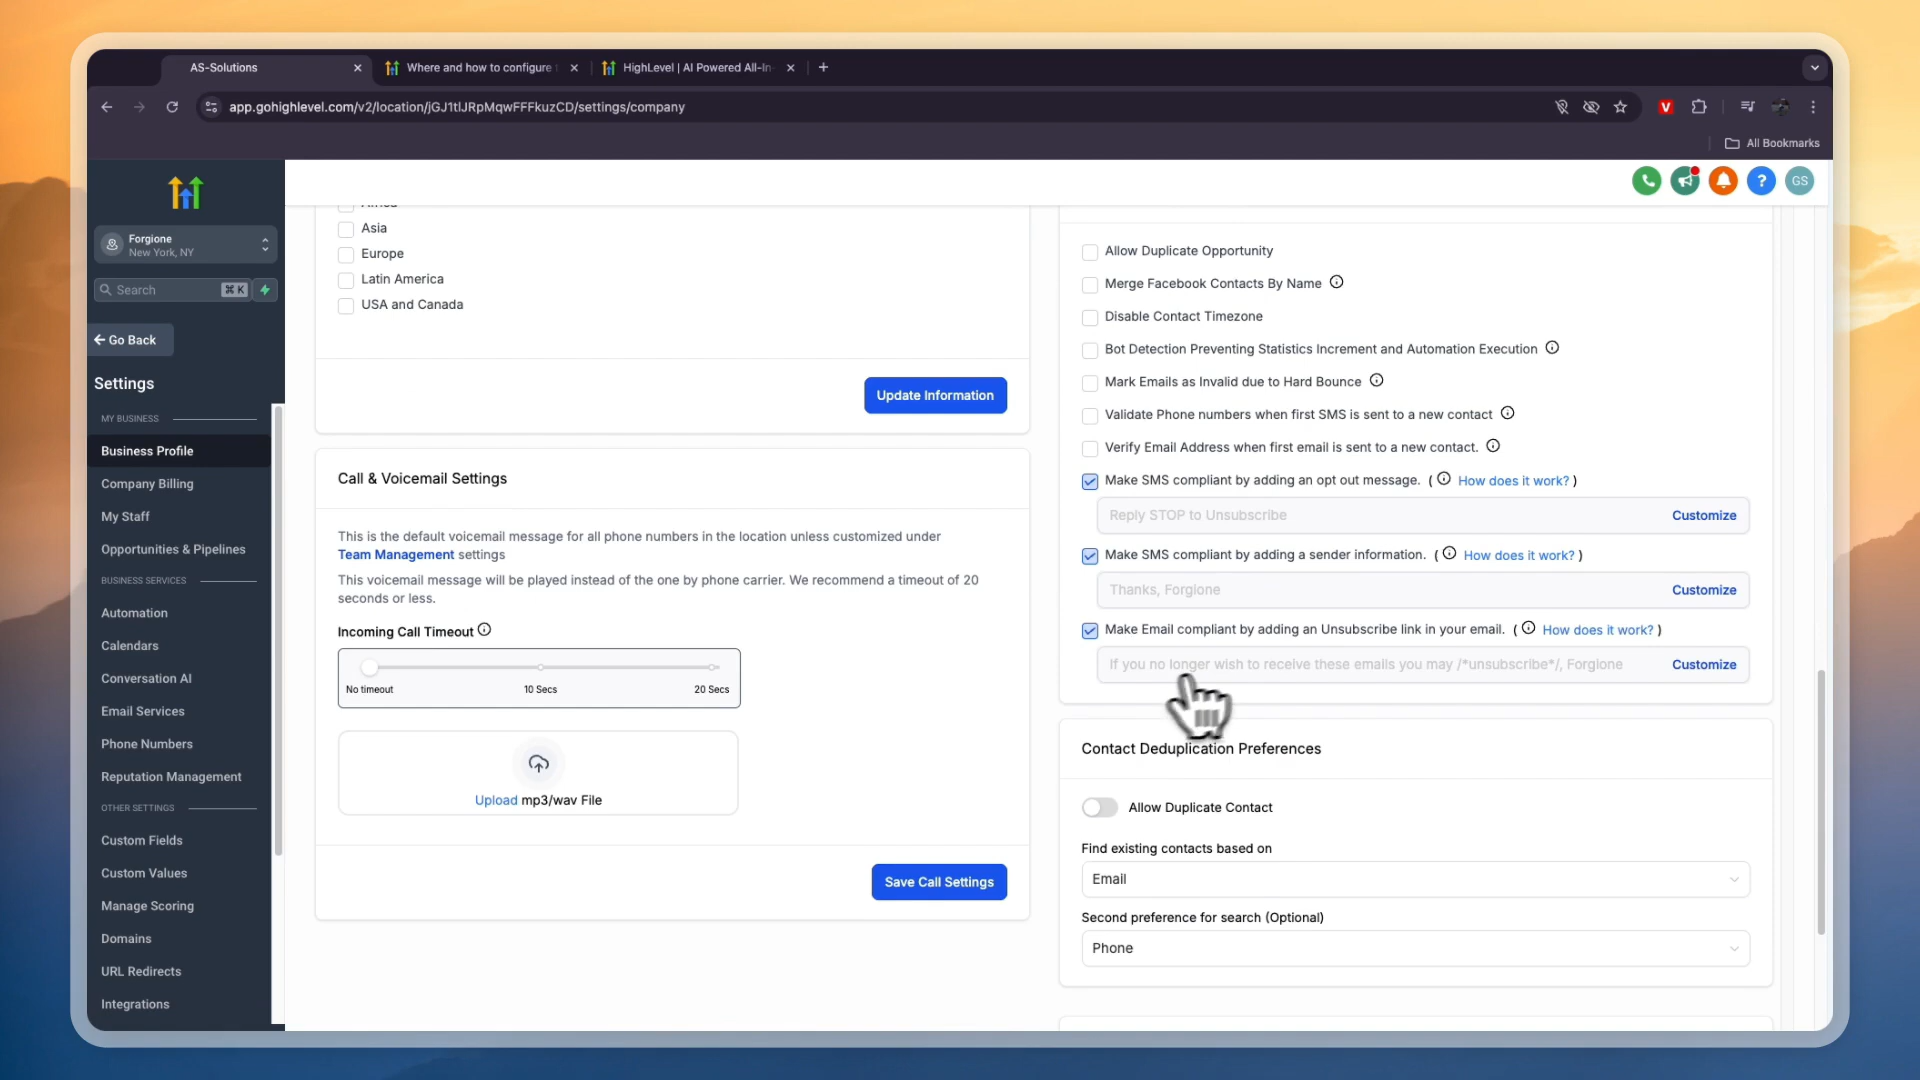 AS-Solutions
Where and how to configure
HighLevel | AI Powered All-In-
app.gohighlevel.com/v2/location/jGJ1tlJRpMqwFFFkuzCD/settings/company
V
All Bookmarks
?
GS
Forgione
New York, NY
Search
⌘ K
Go Back
Settings
MY BUSINESS
Business Profile
Company Billing
My Staff
Opportunities & Pipelines
BUSINESS SERVICES
Automation
Calendars
Conversation AI
Email Services
Phone Numbers
Reputation Management
OTHER SETTINGS
Custom Fields
Custom Values
Manage Scoring
Domains
URL Redirects
Integrations
Africa
Asia
Europe
Latin America
USA and Canada
Update Information
Call & Voicemail Settings
This is the default voicemail message for all phone numbers in the location unless customized under
Team Management settings
This voicemail message will be played instead of the one by phone carrier. We recommend a timeout of 20
seconds or less.
Incoming Call Timeout
No timeout 10 Secs 20 Secs
Upload mp3/wav File
Save Call Settings
Allow Duplicate Opportunity
Merge Facebook Contacts By Name
Disable Contact Timezone
Bot Detection Preventing Statistics Increment and Automation Execution
Mark Emails as Invalid due to Hard Bounce
Validate Phone numbers when first SMS is sent to a new contact
Verify Email Address when first email is sent to a new contact.
Make SMS compliant by adding an opt out message. ( How does it work? )
Reply STOP to Unsubscribe Customize
Make SMS compliant by adding a sender information. ( How does it work? )
Thanks, Forgione Customize
Make Email compliant by adding an Unsubscribe link in your email. ( How does it work? )
If you no longer wish to receive these emails you may /*unsubscribe*/, Forgione Customize
Contact Deduplication Preferences
Allow Duplicate Contact
Find existing contacts based on
Email
Second preference for search (Optional)
Phone